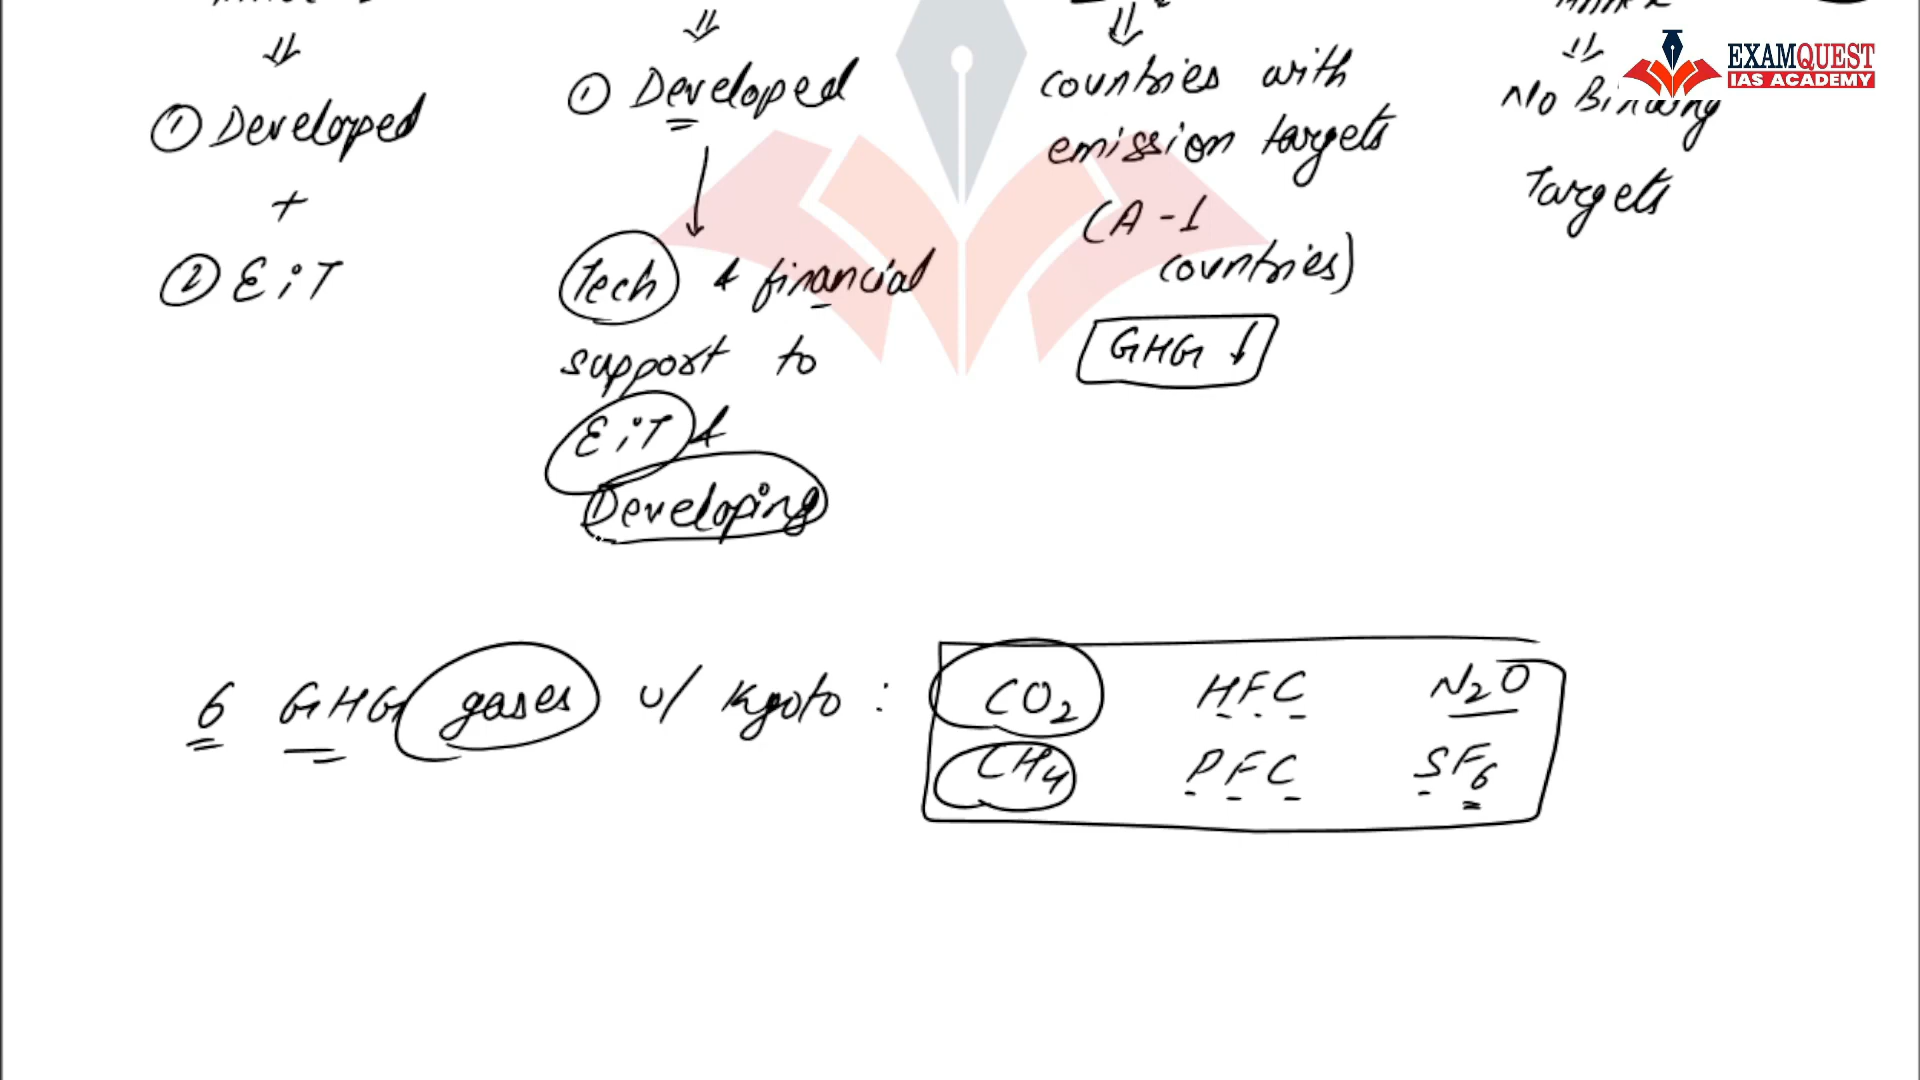 ① Developed
+
② EiT
① Developed
Tech & financial
support to
EiT &
Developing
countries with
emission targets
(A-1
countries)
GHG ↓
No Binding
Targets
EXAMQUEST
IAS ACADEMY
6 GHG gases u/ Kyoto :
CO2 HFC N2O
CH4 PFC SF6